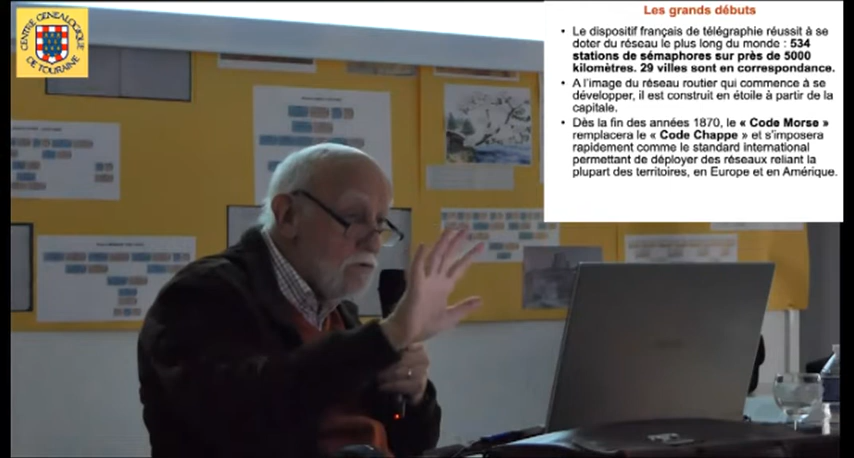 CENTRE GENEALOGIQUE
DE TOURAINE
Les grands débuts
• Le dispositif français de télégraphie réussit à se
doter du réseau le plus long du monde : 534
stations de sémaphores sur près de 5000
kilomètres. 29 villes sont en correspondance.
• A l'image du réseau routier qui commence à se
développer, il est construit en étoile à partir de la
capitale.
• Dès la fin des années 1870, le « Code Morse »
remplacera le « Code Chappe » et s'imposera
rapidement comme le standard international
permettant de déployer des réseaux reliant la
plupart des territoires, en Europe et en Amérique.